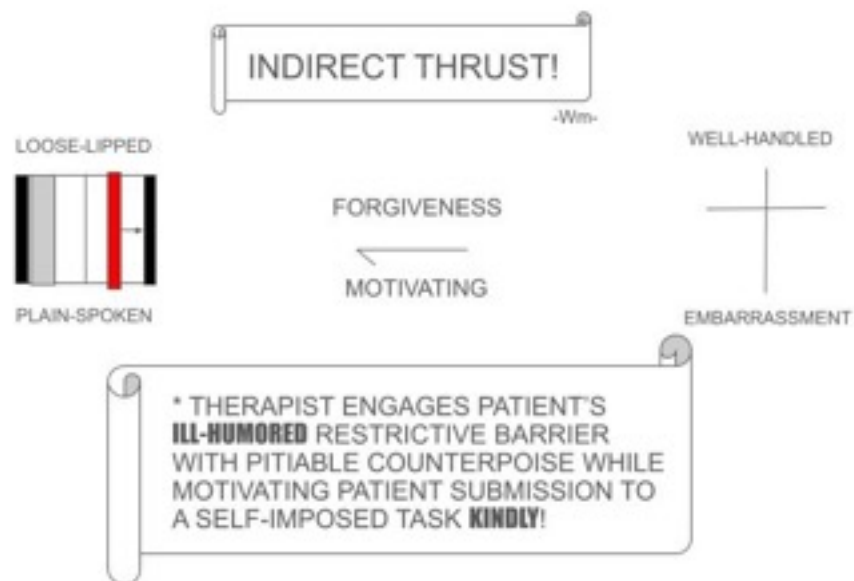 INDIRECT THRUST!
-Wm-
LOOSE-LIPPED
PLAIN-SPOKEN
FORGIVENESS
MOTIVATING
WELL-HANDLED
EMBARRASSMENT
* THERAPIST ENGAGES PATIENT'S
ILL-HUMORED RESTRICTIVE BARRIER
WITH PITIABLE COUNTERPOISE WHILE
MOTIVATING PATIENT SUBMISSION TO
A SELF-IMPOSED TASK KINDLY!